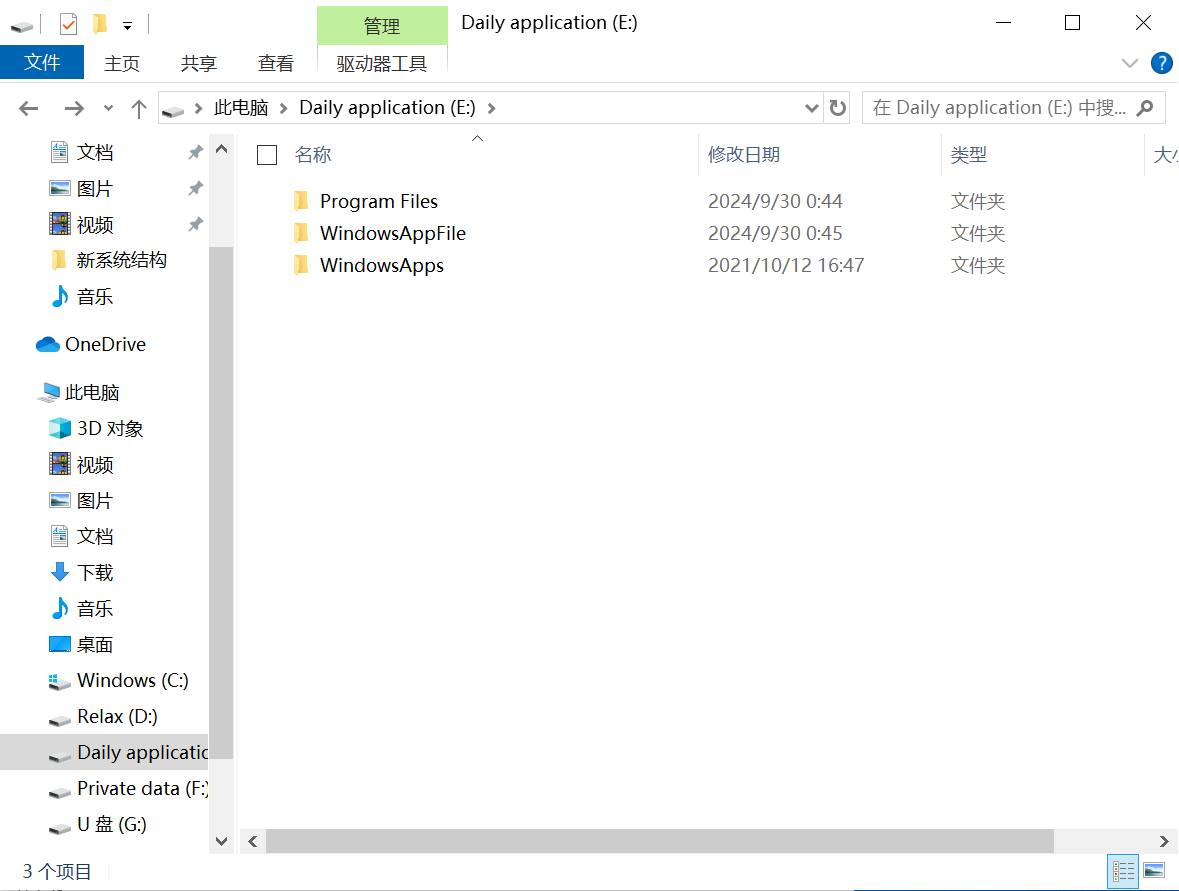 管理
Daily application (E:)
文件
主页
共享
查看
驱动器工具
?
此电脑
Daily application (E:)
在 Daily application (E:) 中搜...
文档
图片
视频
新系统结构
音乐
OneDrive
此电脑
3D 对象
视频
图片
文档
下载
音乐
桌面
Windows (C:)
Relax (D:)
Daily applicatio
Private data (F:)
U 盘 (G:)
名称 修改日期 类型 大小
Program Files 2024/9/30 0:44 文件夹
WindowsAppFile 2024/9/30 0:45 文件夹
WindowsApps 2021/10/12 16:47 文件夹
3 个项目